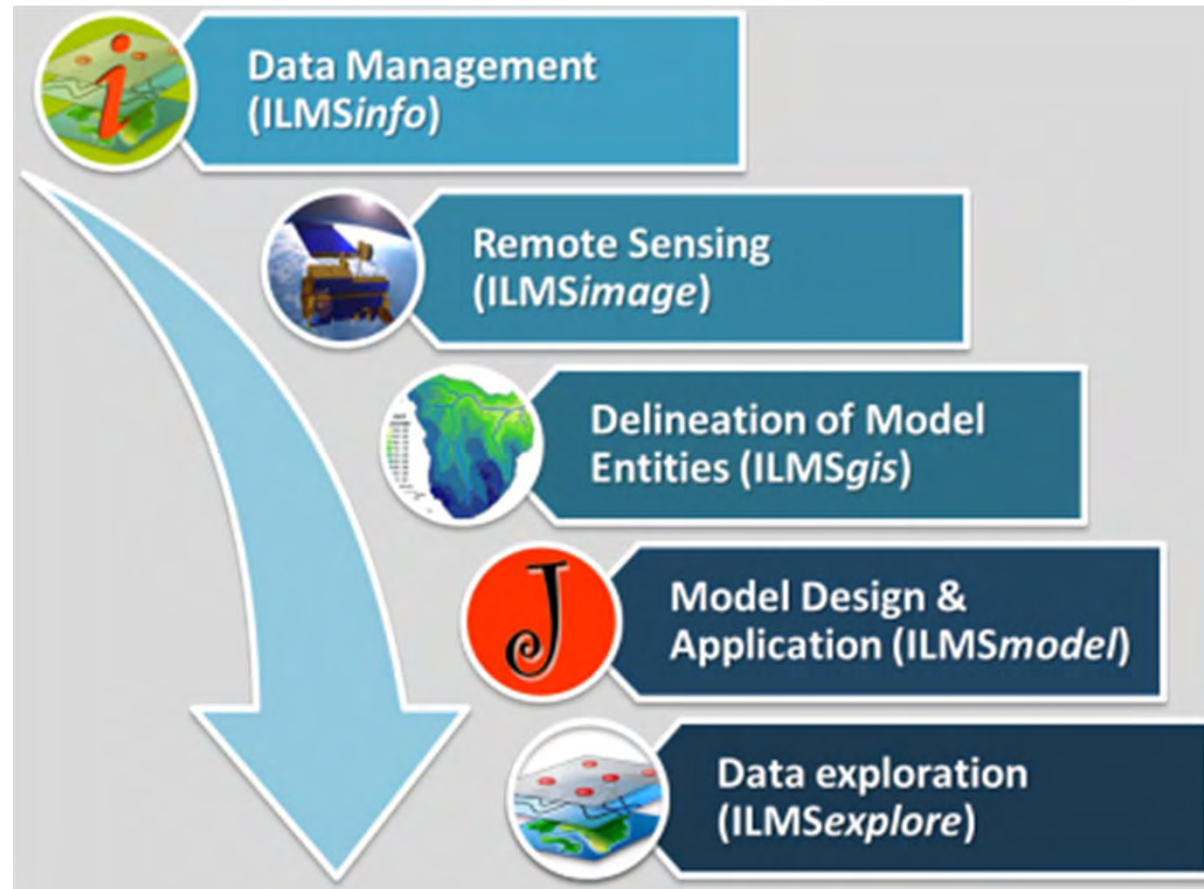 Data Management
(ILMSinfo)
Remote Sensing
(ILMSimage)
Delineation of Model
Entities (ILMSgis)
J
Model Design &
Application (ILMSmodel)
Data exploration
(ILMSexplore)